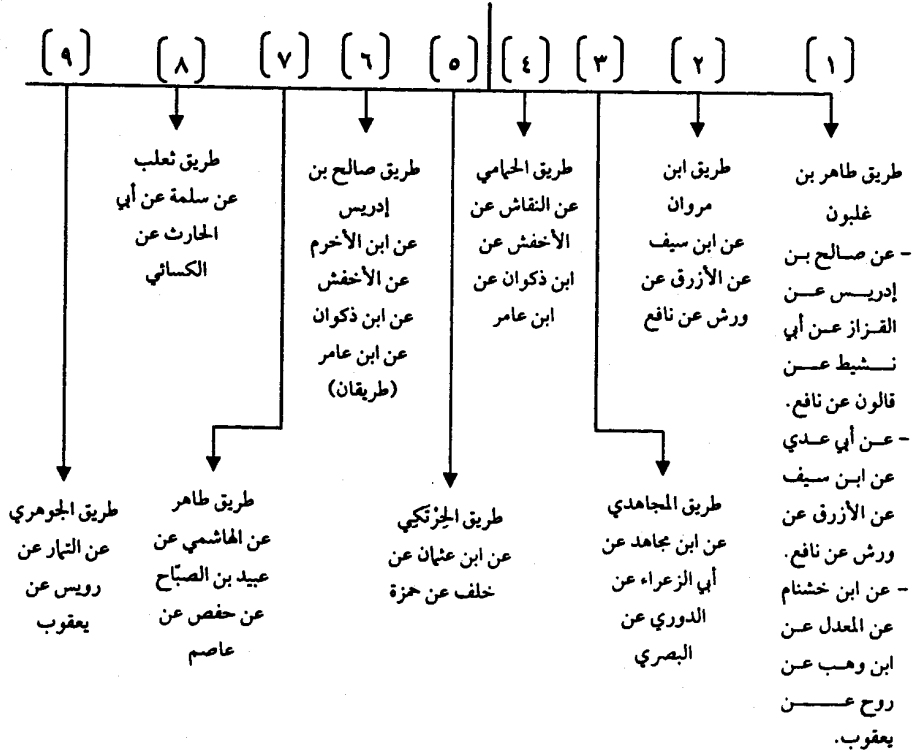 [١] [٢] [٣] [٤] [٥] [٦] [٧] [٨] [٩]
طريق طاهر بن
غلبون
- عن صالح بن
إدريس عن
القزاز عن أبي
نشيط عن
قالون عن نافع.
- عن أبي عدي
عن ابن سيف
عن الأزرق عن
ورش عن نافع.
- عن ابن خشنام
عن المعدل عن
ابن وهب عن
روح عن
يعقوب.
طريق ابن
مروان
عن ابن سيف
عن الأزرق عن
ورش عن نافع
طريق المجاهدي
عن ابن مجاهد عن
أبي الزعراء عن
الدوري عن
البصري
طريق الحمامي
عن النقاش عن
الأخفش عن
ابن ذكوان عن
ابن عامر
طريق الحِرْتَكي
عن ابن عثمان عن
خلف عن حمزة
طريق صالح بن
إدريس
عن ابن الأخرم
عن الأخفش
عن ابن ذكوان
عن ابن عامر
(طريقان)
طريق طاهر
عن الهاشمي عن
عبيد بن الصبّاح
عن حفص عن
عاصم
طريق ثعلب
عن سلمة عن أبي
الحارث عن
الكسائي
طريق الجوهري
عن التمار عن
رويس عن
يعقوب